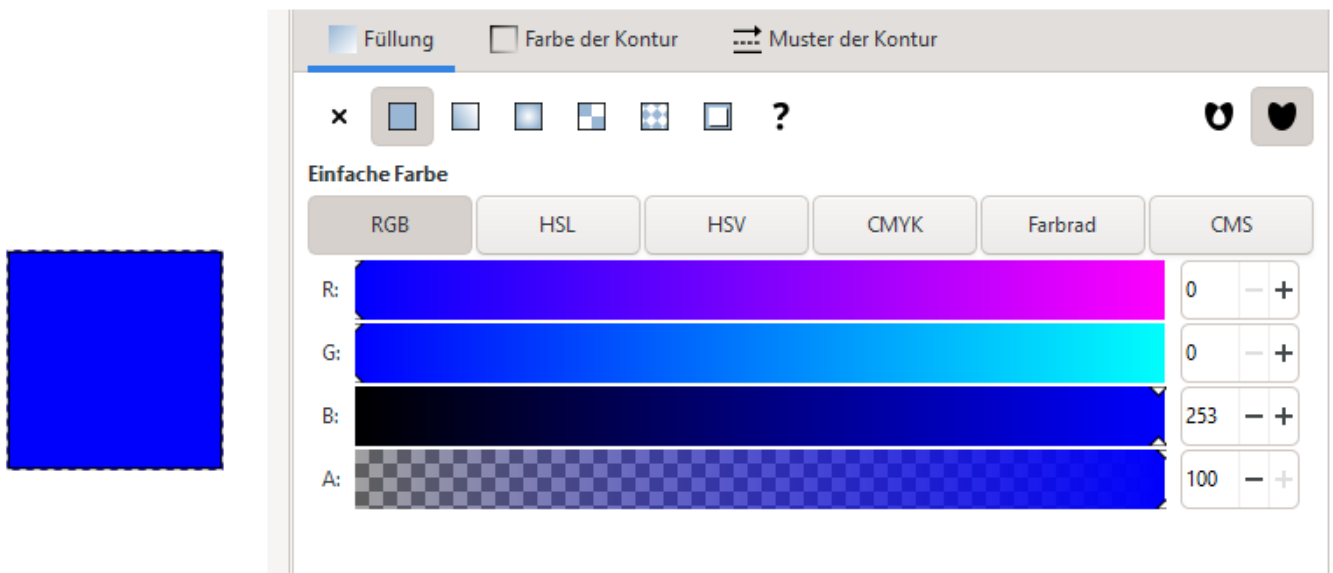 Füllung Farbe der Kontur Muster der Kontur
?
Einfache Farbe
RGB HSL HSV CMYK Farbrad CMS
R: 0 − +
G: 0 − +
B: 253 − +
A: 100 − +